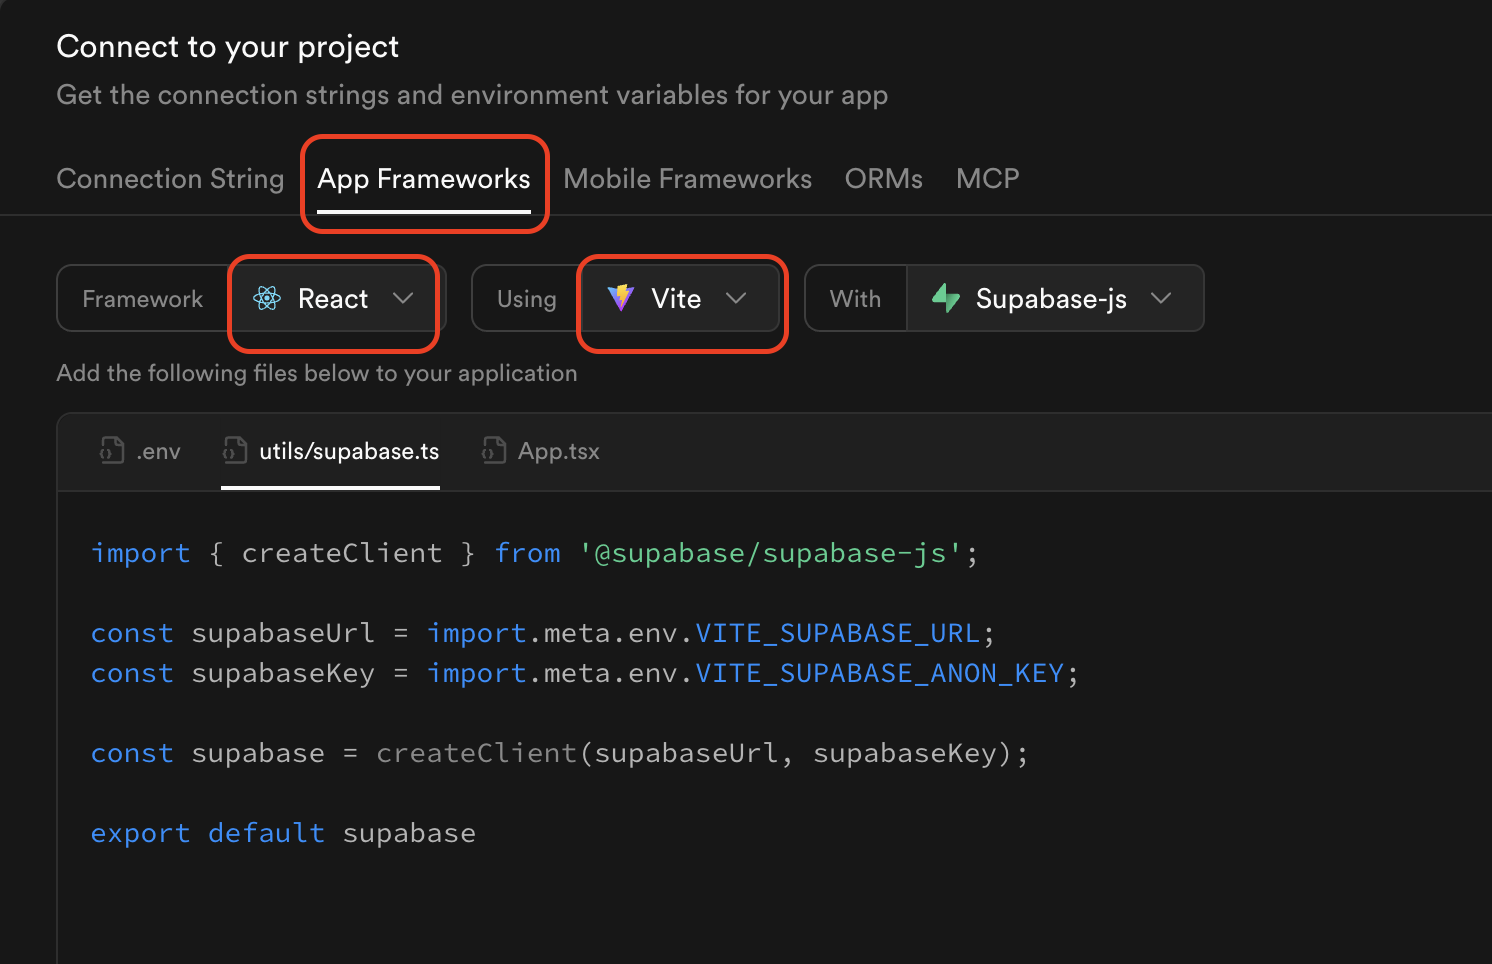 Connect to your project
Get the connection strings and environment variables for your app
Connection String App Frameworks Mobile Frameworks ORMs MCP
Framework React Using Vite With Supabase-js
Add the following files below to your application
.env utils/supabase.ts App.tsx
import { createClient } from '@supabase/supabase-js';
const supabaseUrl = import.meta.env.VITE_SUPABASE_URL;
const supabaseKey = import.meta.env.VITE_SUPABASE_ANON_KEY;
const supabase = createClient(supabaseUrl, supabaseKey);
export default supabase